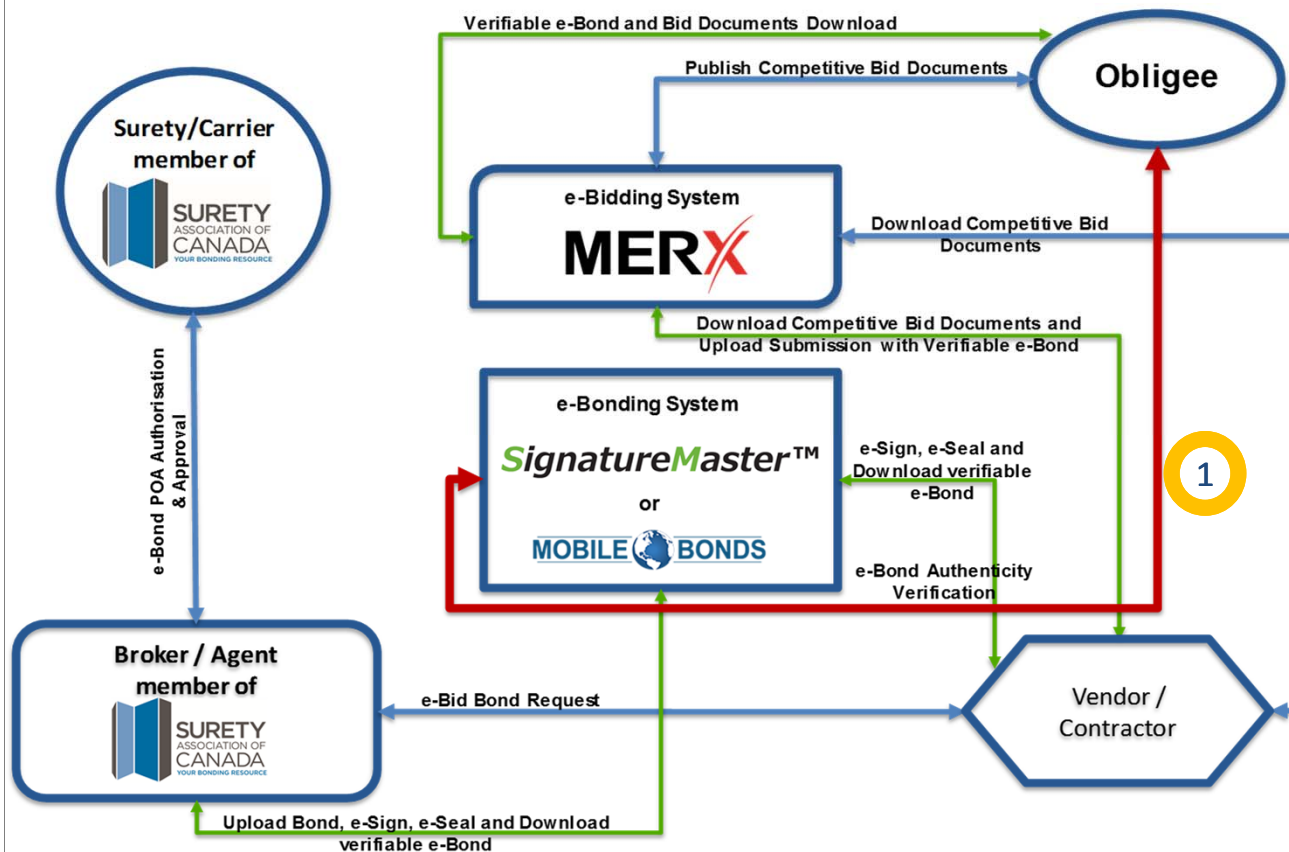 Verifiable e-Bond and Bid Documents Download
Publish Competitive Bid Documents
Obligee
Surety/Carrier
member of
SURETY
ASSOCIATION OF
CANADA
YOUR BONDING RESOURCE
e-Bidding System
MERX
Download Competitive Bid
Documents
Download Competitive Bid Documents and
Upload Submission with Verifiable e-Bond
e-Bond POA Authorisation
& Approval
e-Bonding System
SignatureMaster™
or
MOBILE BONDS
e-Sign, e-Seal and
Download verifiable
e-Bond
1
e-Bond Authenticity
Verification
Broker / Agent
member of
SURETY
ASSOCIATION OF
CANADA
YOUR BONDING RESOURCE
e-Bid Bond Request
Vendor /
Contractor
Upload Bond, e-Sign, e-Seal and Download
verifiable e-Bond